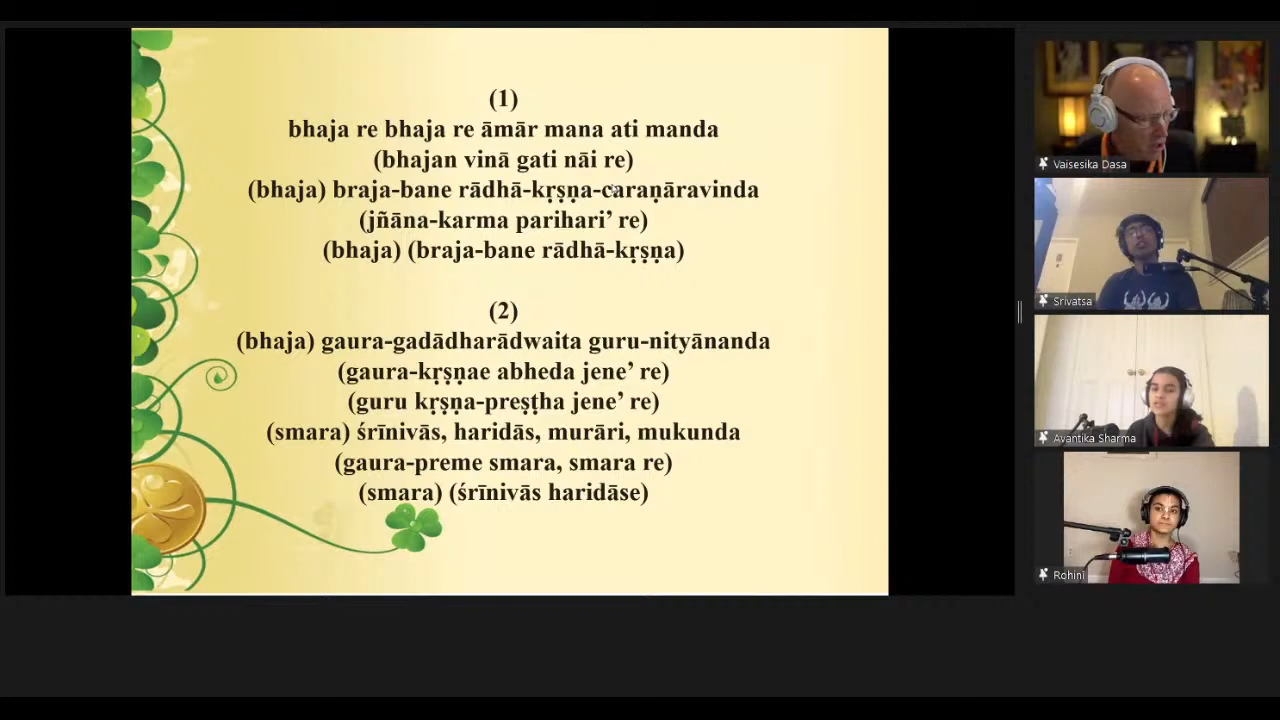 (1)
bhaja re bhaja re āmār mana ati manda
(bhajan vinā gati nāi re)
(bhaja) braja-bane rādhā-kṛṣṇa-caraṇāravinda
(jñāna-karma parihari’ re)
(bhaja) (braja-bane rādhā-kṛṣṇa)
(2)
(bhaja) gaura-gadādharādwaita guru-nityānanda
(gaura-kṛṣṇae abheda jene’ re)
(guru kṛṣṇa-preṣṭha jene’ re)
(smara) śrīnivās, haridās, murāri, mukunda
(gaura-preme smara, smara re)
(smara) (śrīnivās haridāse)
Vaisesika Dasa
Srivatsa
Avantika Sharma
Rohini